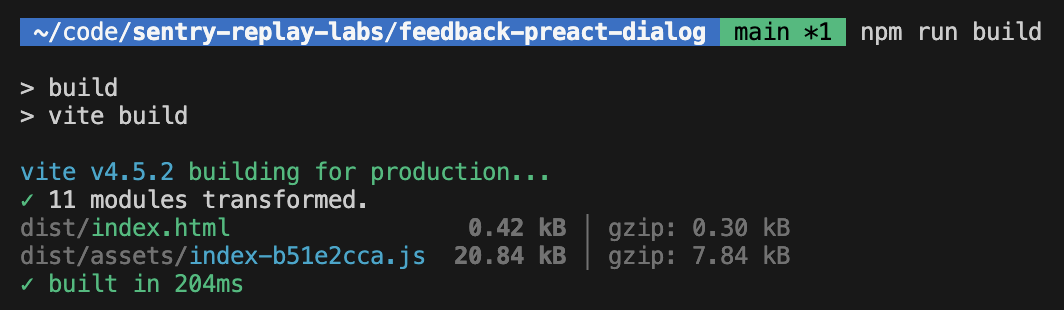 ~/code/sentry-replay-labs/feedback-preact-dialog main *1 npm run build
> build
> vite build
vite v4.5.2 building for production...
✓ 11 modules transformed.
dist/index.html 0.42 kB │ gzip: 0.30 kB
dist/assets/index-b51e2cca.js 20.84 kB │ gzip: 7.84 kB
✓ built in 204ms